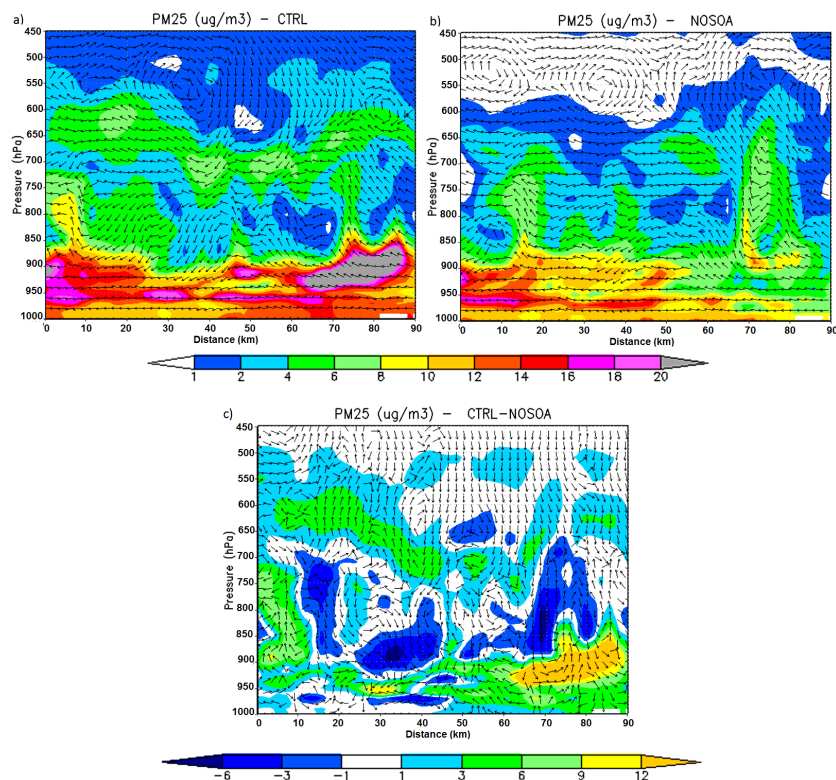 a)
PM25 (ug/m3) - CTRL
450
500
550
600
650
700
750
800
850
900
950
1000
Pressure (hPa)
0 10 20 30 40 50 60 70 80 90
Distance (km)
b)
PM25 (ug/m3) - NOSOA
450
500
550
600
650
700
750
800
850
900
950
1000
Pressure (hPa)
0 10 20 30 40 50 60 70 80 90
Distance (km)
1 2 4 6 8 10 12 14 16 18 20
c)
PM25 (ug/m3) - CTRL-NOSOA
450
500
550
600
650
700
750
800
850
900
950
1000
Pressure (hPa)
0 10 20 30 40 50 60 70 80 90
Distance (km)
-6 -3 -1 1 3 6 9 12